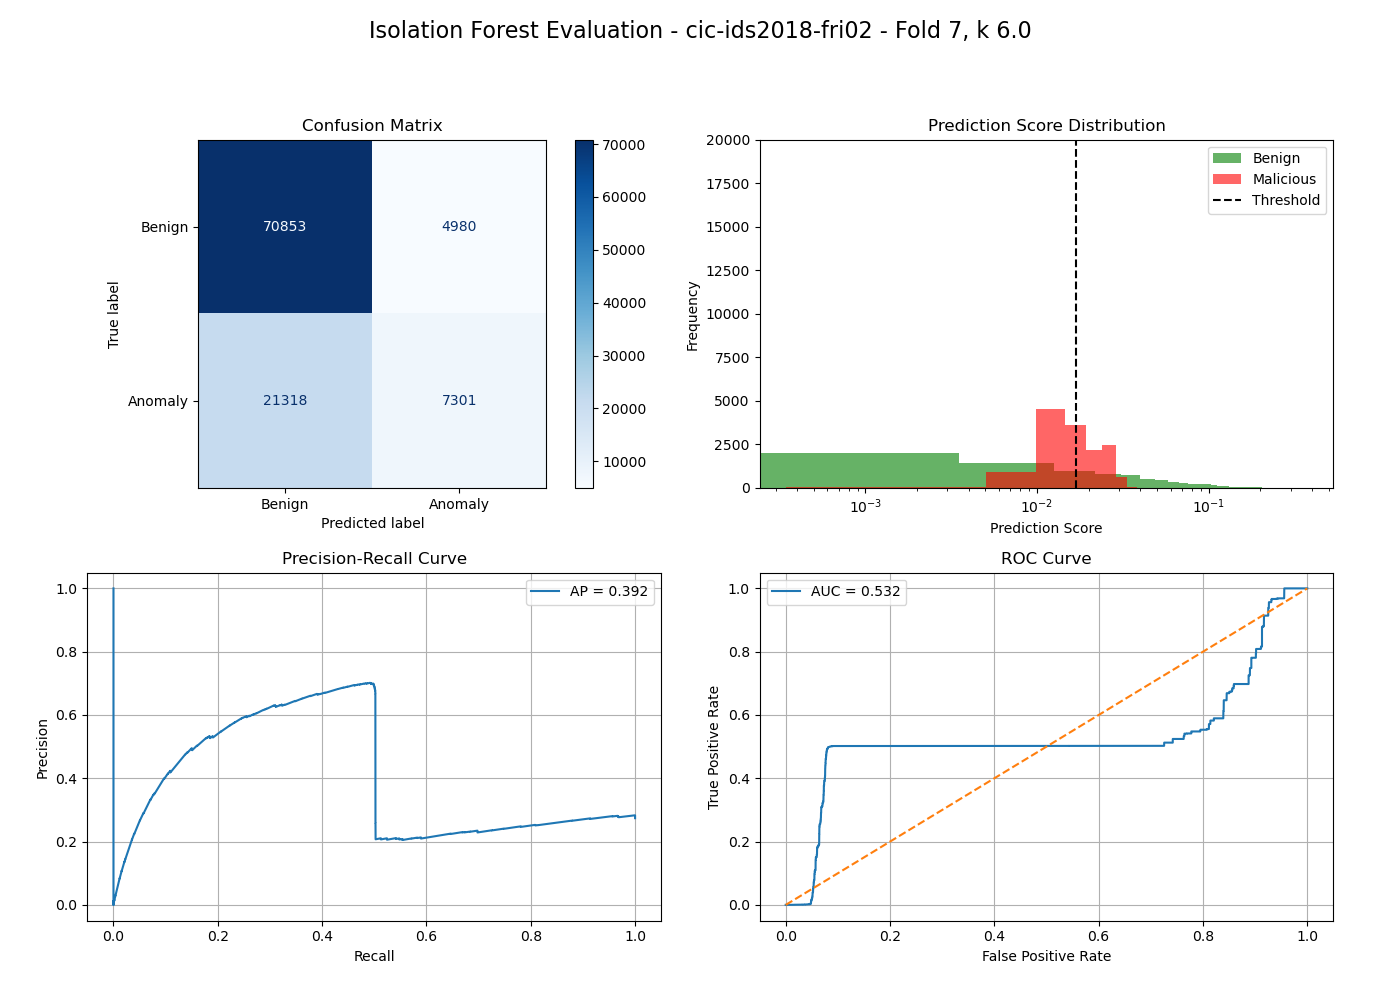 Isolation Forest Evaluation - cic-ids2018-fri02 - Fold 7, k 6.0
Confusion Matrix
True label
Benign
Anomaly
70853
4980
21318
7301
Benign
Anomaly
Predicted label
70000
60000
50000
40000
30000
20000
10000
Prediction Score Distribution
Frequency
20000
17500
15000
12500
10000
7500
5000
2500
0
Benign
Malicious
Threshold
10⁻³
10⁻²
10⁻¹
Prediction Score
Precision-Recall Curve
Precision
1.0
0.8
0.6
0.4
0.2
0.0
AP = 0.392
0.0
0.2
0.4
0.6
0.8
1.0
Recall
ROC Curve
True Positive Rate
1.0
0.8
0.6
0.4
0.2
0.0
AUC = 0.532
0.0
0.2
0.4
0.6
0.8
1.0
False Positive Rate